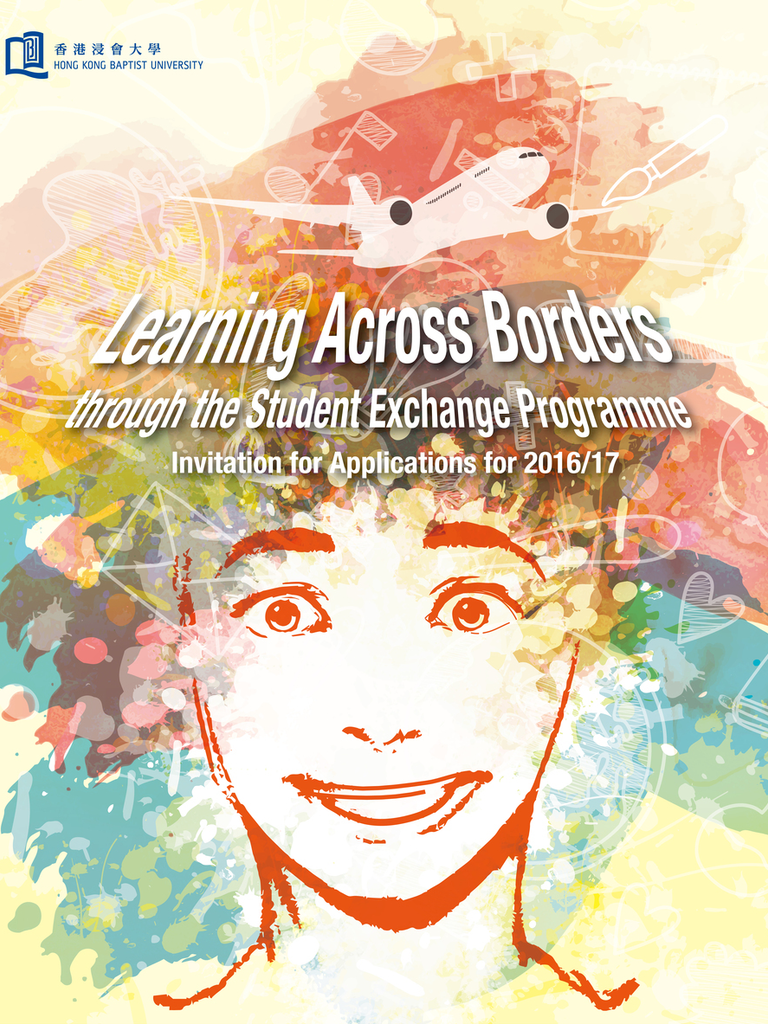 香港浸會大學
HONG KONG BAPTIST UNIVERSITY
Learning Across Borders
through the Student Exchange Programme
Invitation for Applications for 2016/17